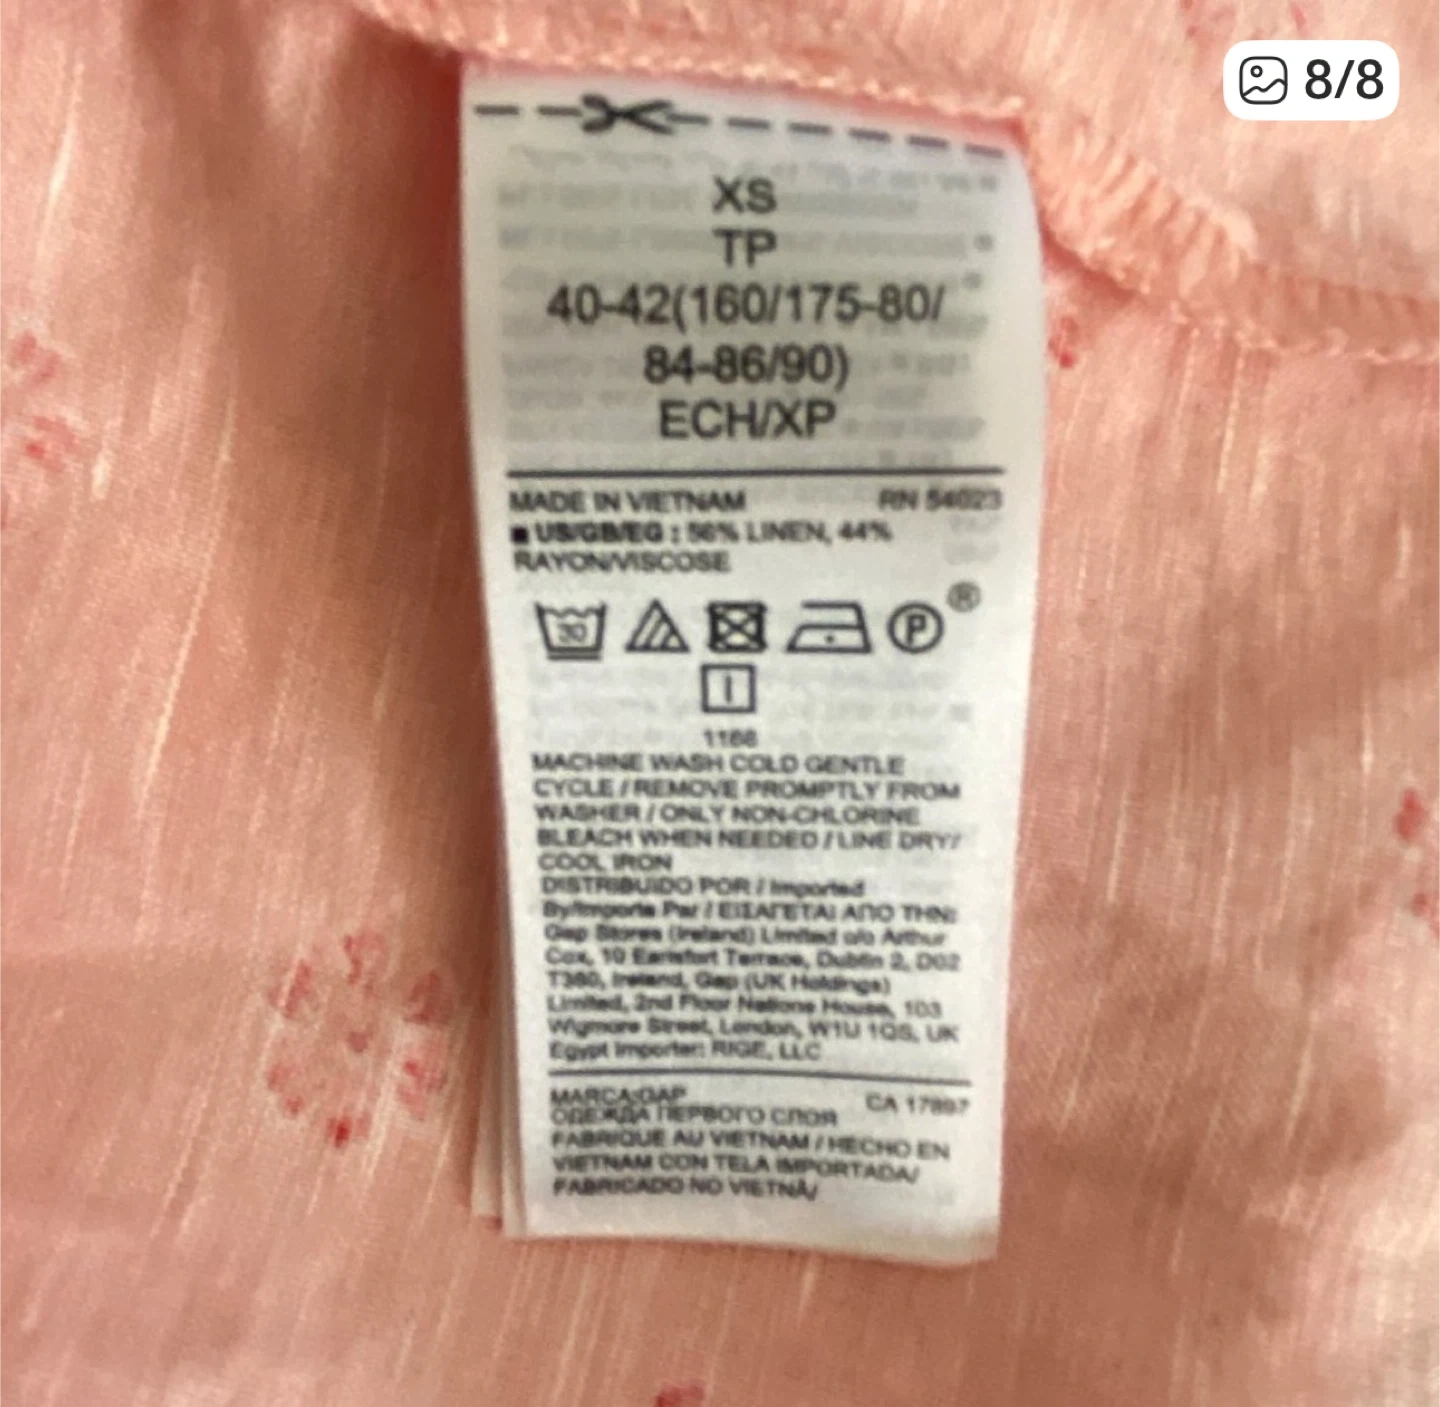 8/8
XS
TP
40-42(160/175-80/
84-86/90)
ECH/XP
MADE IN VIETNAM RN 54023
US/GB/EG : 56% LINEN, 44%
RAYON/VISCOSE
30
P ®
I
1166
MACHINE WASH COLD GENTLE
CYCLE / REMOVE PROMPTLY FROM
WASHER / ONLY NON-CHLORINE
BLEACH WHEN NEEDED / LINE DRY/
COOL IRON
DISTRIBUIDO POR / Imported
By/Importe Par / ΕΙΣΑΓΕΤΑΙ ΑΠΟ ΤΗΝ:
Gap Stores (Ireland) Limited c/o Arthur
Cox, 10 Earlsfort Terrace, Dublin 2, D02
T380, Ireland, Gap (UK Holdings)
Limited, 2nd Floor Nations House, 103
Wigmore Street, London, W1U 1QS, UK
Egypt Importer: RIGE, LLC
MARCA:GAP CA 17897
ОДЕЖДА ПЕРВОГО СЛОЯ
FABRIQUE AU VIETNAM / HECHO EN
VIETNAM CON TELA IMPORTADA/
FABRICADO NO VIETNÃ/